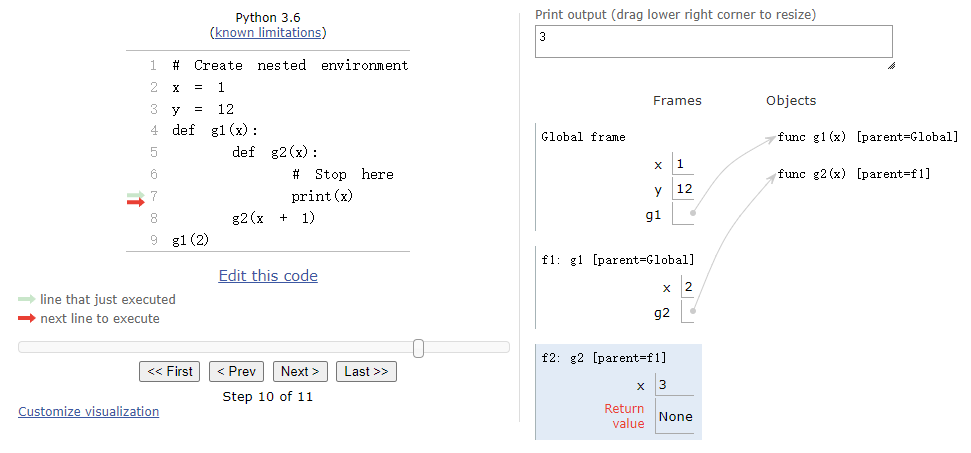 Python 3.6
(known limitations)
1 # Create nested environment
2 x = 1
3 y = 12
4 def g1(x):
5 def g2(x):
6 # Stop here
7 print(x)
8 g2(x + 1)
9 g1(2)
Edit this code
line that just executed
next line to execute
<< First < Prev Next > Last >>
Step 10 of 11
Customize visualization
Print output (drag lower right corner to resize)
3
Frames Objects
Global frame
x 1
y 12
g1
func g1(x) [parent=Global]
func g2(x) [parent=f1]
f1: g1 [parent=Global]
x 2
g2
f2: g2 [parent=f1]
x 3
Return
value None